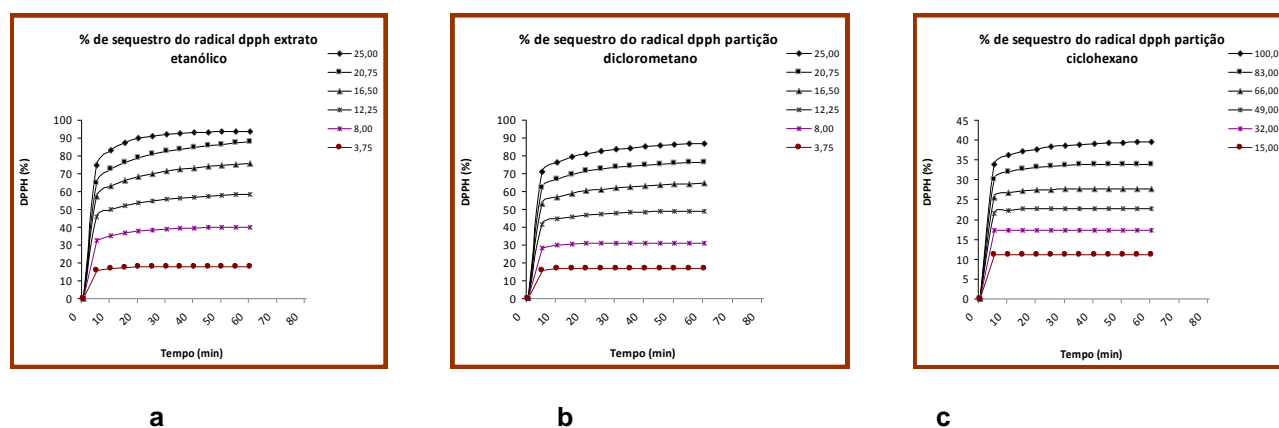 % de sequestro do radical dpph extrato
etanólico
25,00
20,75
16,50
12,25
8,00
3,75
100
90
80
70
60
50
40
30
20
10
0
DPPH (%)
0 10 20 30 40 50 60 70 80
Tempo (min)
a
% de sequestro do radical dpph partição
diclorometano
25,00
20,75
16,50
12,25
8,00
3,75
100
90
80
70
60
50
40
30
20
10
0
DPPH (%)
0 10 20 30 40 50 60 70 80
Tempo (min)
b
% de sequestro do radical dpph partição
ciclohexano
100,0
83,00
66,00
49,00
32,00
15,00
45
40
35
30
25
20
15
10
5
0
DPPH (%)
0 10 20 30 40 50 60 70 80
Tempo (min)
c